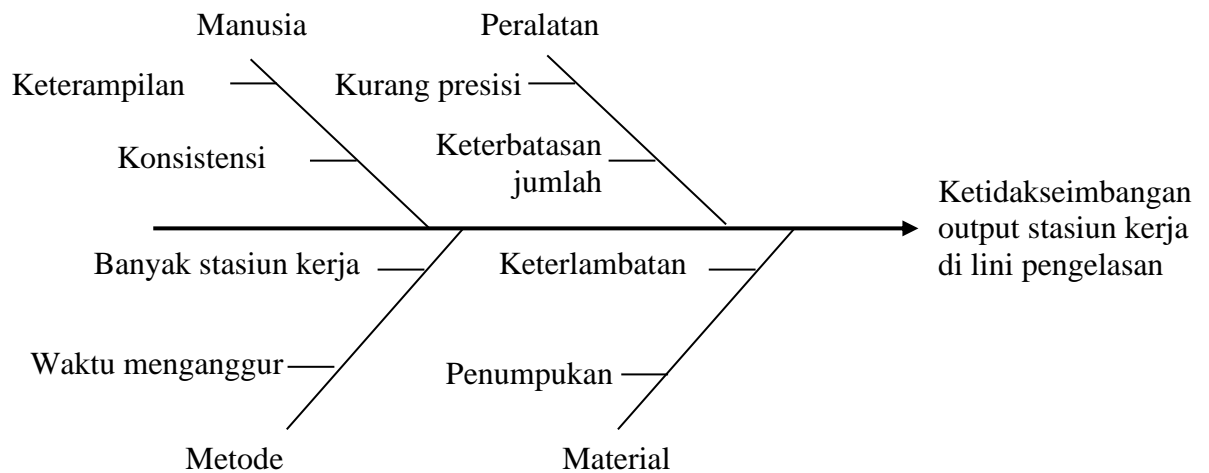 Manusia
Peralatan
Keterampilan
Kurang presisi
Konsistensi
Keterbatasan
jumlah
Ketidakseimbangan
output stasiun kerja
di lini pengelasan
Banyak stasiun kerja
Keterlambatan
Waktu menganggur
Penumpukan
Metode
Material